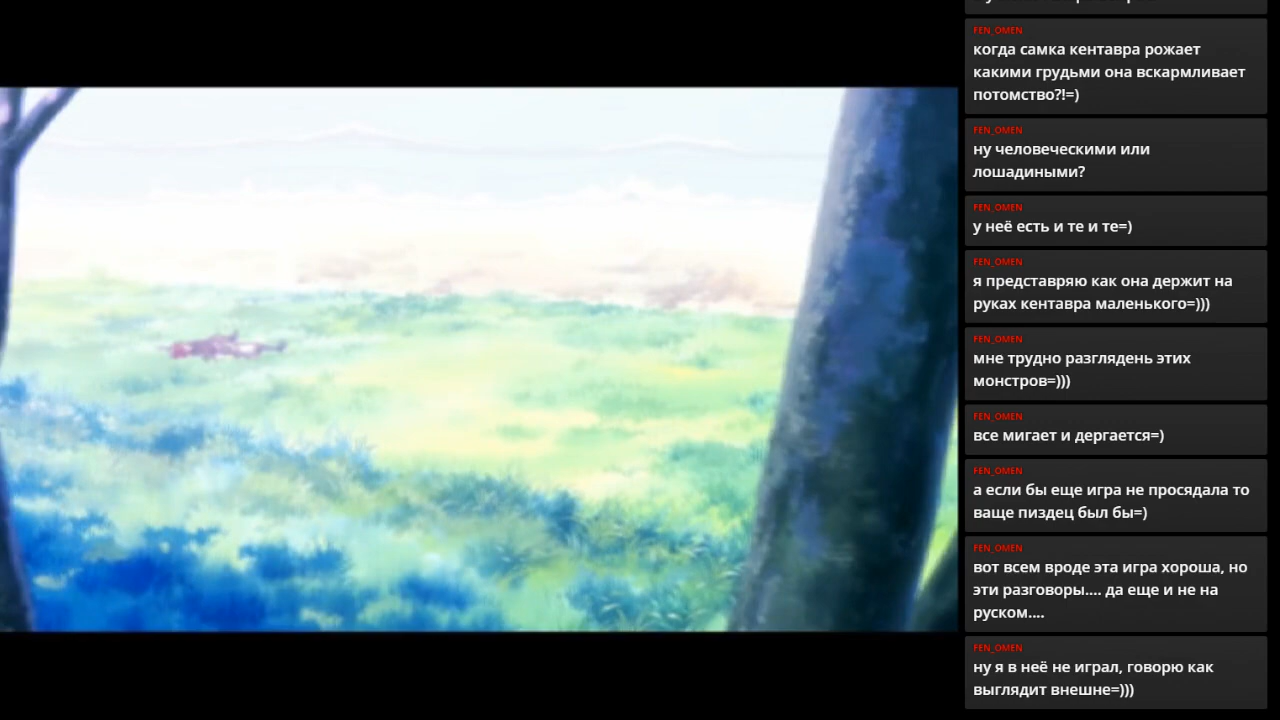 FEN_OMEN
когда самка кентавра рожает
какими грудьми она вскармливает
потомство?!=)
FEN_OMEN
ну человеческими или
лошадиными?
FEN_OMEN
у неё есть и те и те=)
FEN_OMEN
я представряю как она держит на
руках кентавра маленького=)))
FEN_OMEN
мне трудно разглядень этих
монстров=)))
FEN_OMEN
все мигает и дергается=)
FEN_OMEN
а если бы еще игра не просядала то
ваще пиздец был бы=)
FEN_OMEN
вот всем вроде эта игра хороша, но
эти разговоры.... да еще и не на
руском....
FEN_OMEN
ну я в неё не играл, говорю как
выглядит внешне=)))